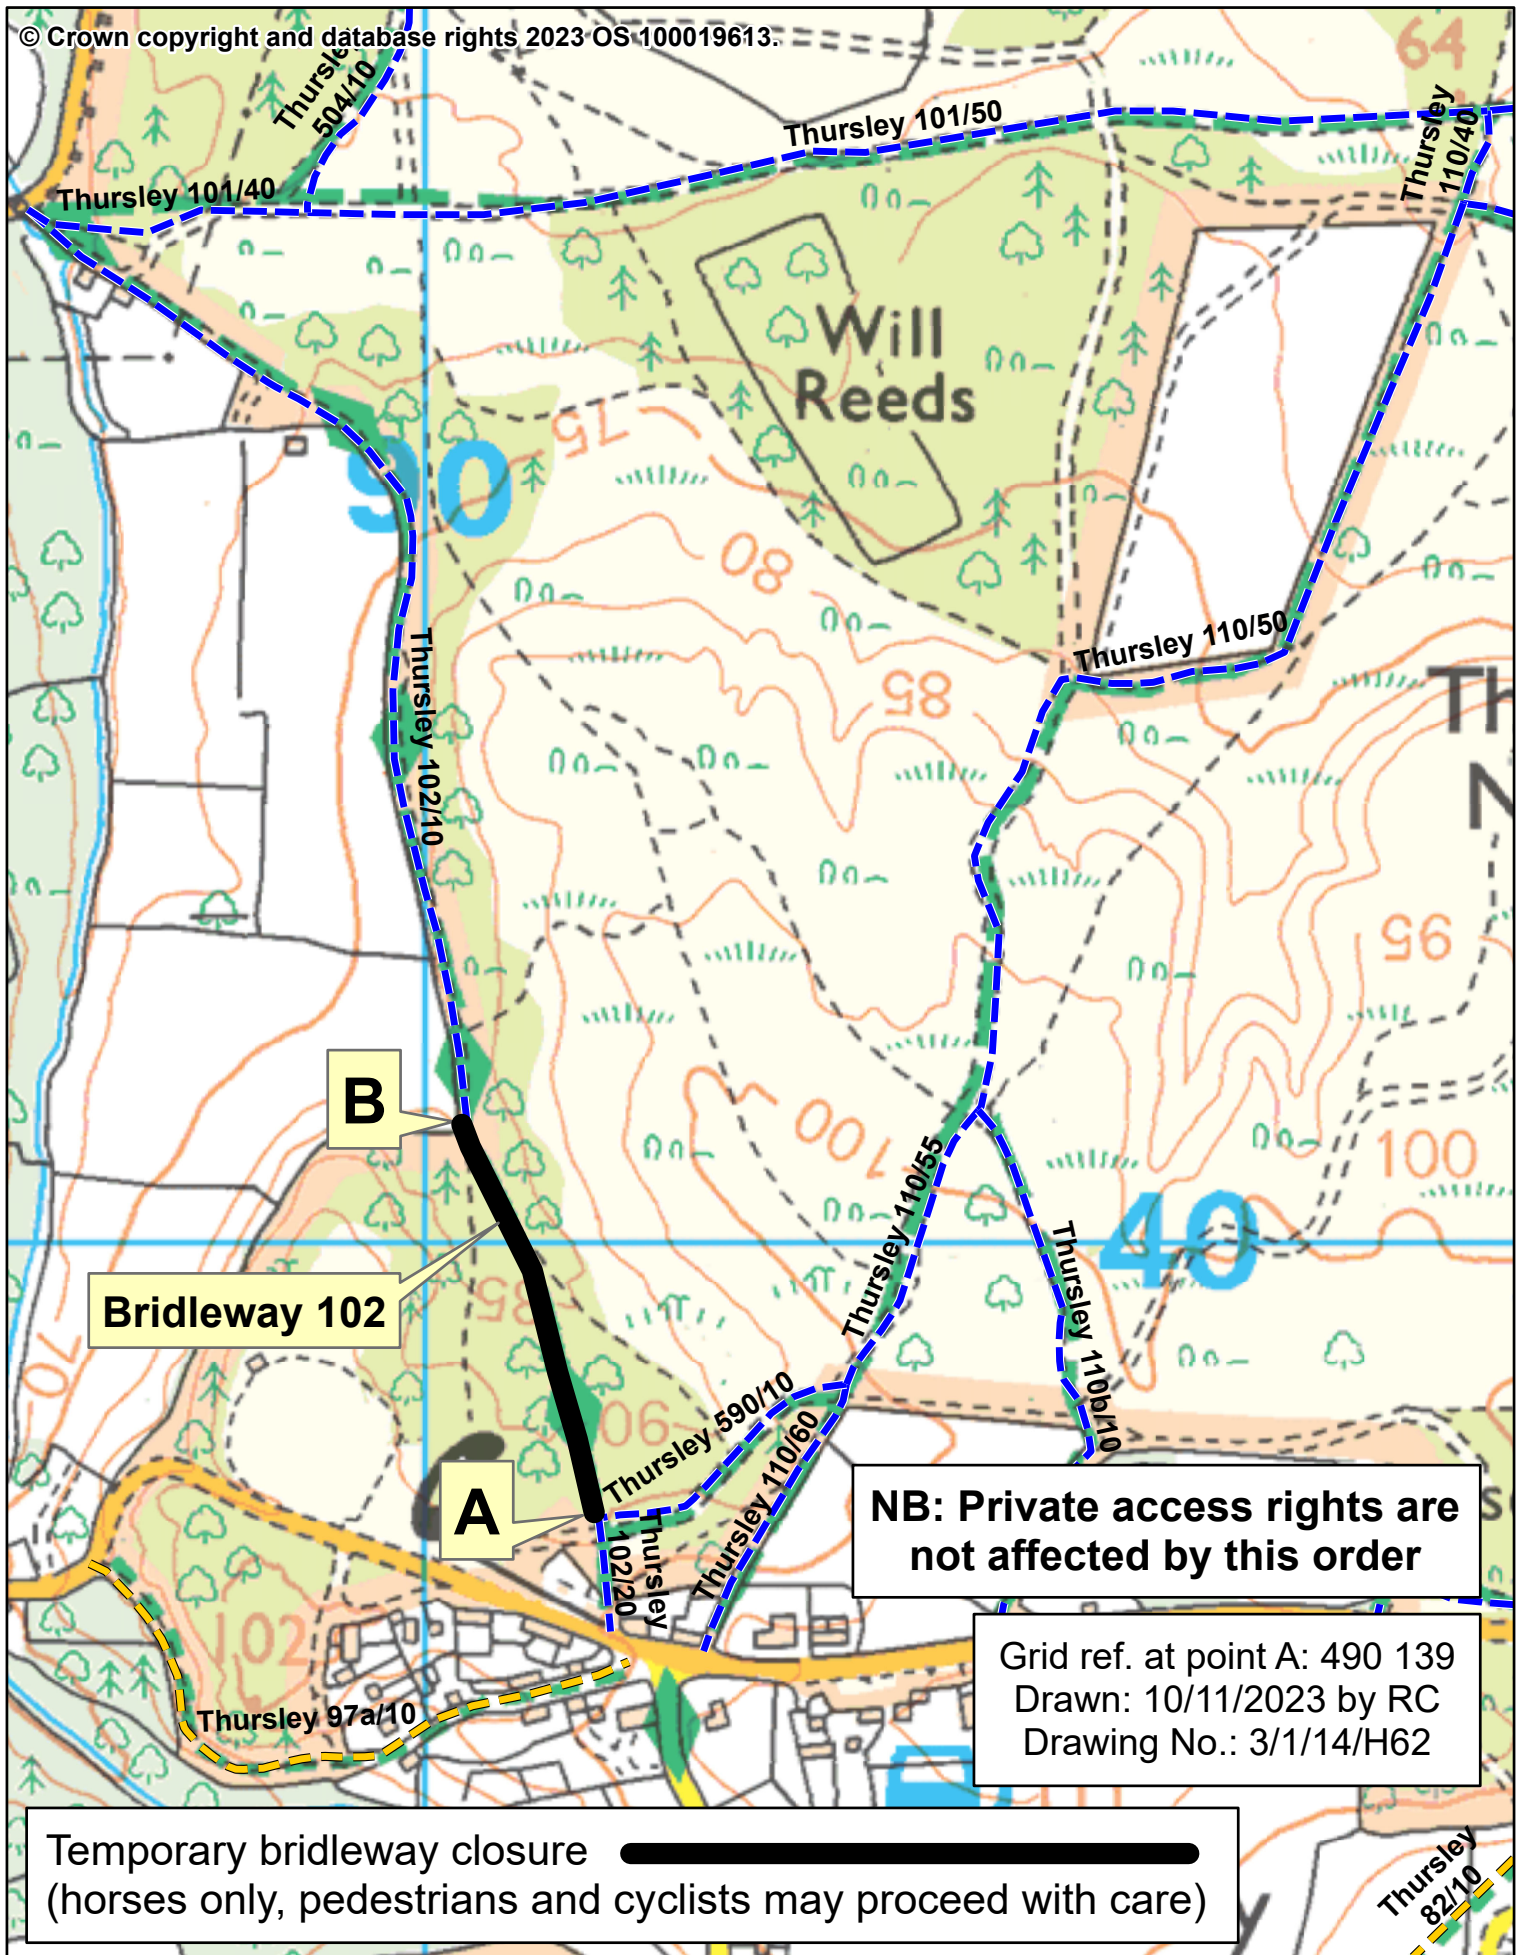 © Crown copyright and database rights 2023 OS 100019613.
64
504/10
Thursley 101/50
Thursley
110/40
Thursley 101/40
Will
Reeds
75
90
80
Thursley 102/10
Thursley 110/50
85
95
B
100
100
Thursley 110/55
40
Thursley 110b/10
Bridleway 102
85
70
90
Thursley 590/10
Thursley 110/60
A
Thursley
102/20
NB: Private access rights are
not affected by this order
102
Thursley 97a/10
Grid ref. at point A: 490 139
Drawn: 10/11/2023 by RC
Drawing No.: 3/1/14/H62
Temporary bridleway closure
(horses only, pedestrians and cyclists may proceed with care)
Thursley
82/10